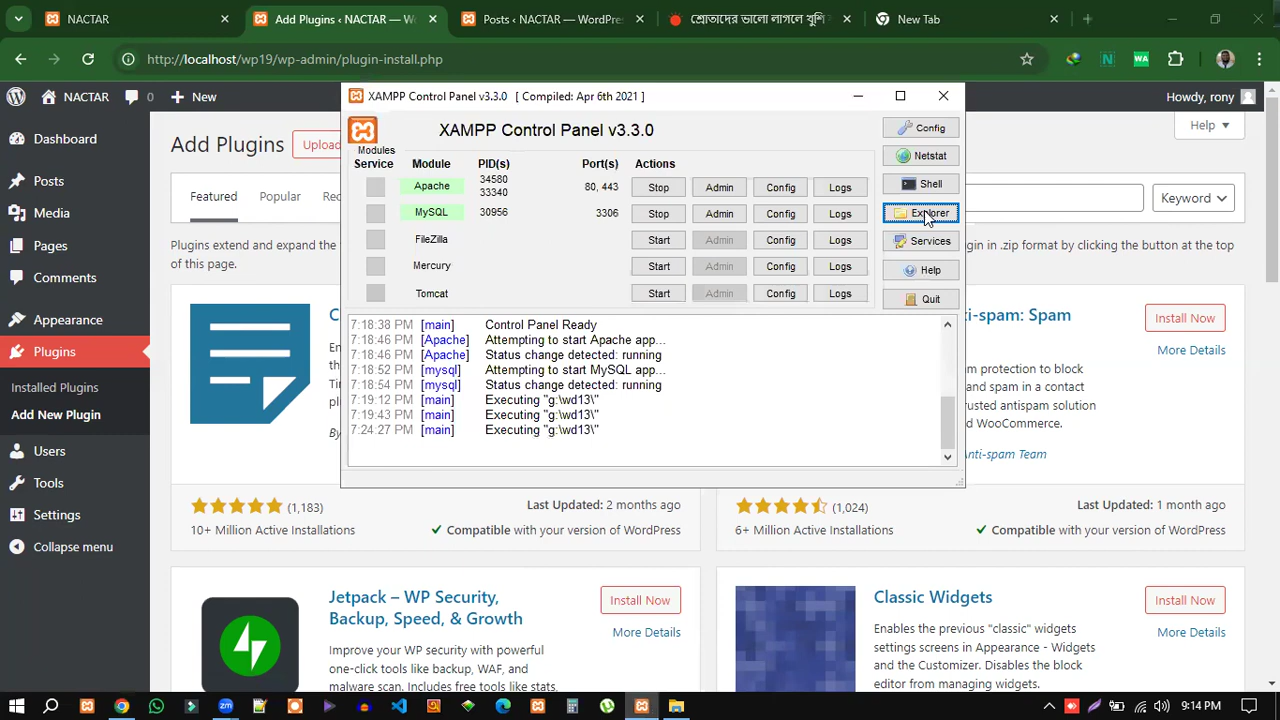 NACTAR
Add Plugins ‹ NACTAR — W
Posts ‹ NACTAR — WordPress
শ্রোতাদের ভালো লাগলে খুশি
New Tab
http://localhost/wp19/wp-admin/plugin-install.php
NACTAR
0
New
Howdy, rony
XAMPP Control Panel v3.3.0 [ Compiled: Apr 6th 2021 ]
XAMPP Control Panel v3.3.0
Modules
Service
Module
PID(s)
Port(s)
Actions
Apache
34580
33340
80, 443
Stop
Admin
Config
Logs
MySQL
30956
3306
Stop
Admin
Config
Logs
FileZilla
Start
Admin
Config
Logs
Mercury
Start
Admin
Config
Logs
Tomcat
Start
Admin
Config
Logs
Config
Netstat
Shell
Explorer
Services
Help
Quit
7:18:38 PM [main] Control Panel Ready
7:18:46 PM [Apache] Attempting to start Apache app...
7:18:46 PM [Apache] Status change detected: running
7:18:52 PM [mysql] Attempting to start MySQL app...
7:18:54 PM [mysql] Status change detected: running
7:19:12 PM [main] Executing "g:\wd13\"
7:19:43 PM [main] Executing "g:\wd13\"
7:24:27 PM [main] Executing "g:\wd13\"
Dashboard
Posts
Media
Pages
Comments
Appearance
Plugins
Installed Plugins
Add New Plugin
Users
Tools
Settings
Collapse menu
Add Plugins
Help
Featured
Popular
Keyword
Plugins extend and expand the
gin in .zip format by clicking the button at the top
of this page.
ti-spam: Spam
Install Now
More Details
protection to block
and spam in a contact
antispam solution
WooCommerce.
nti-spam Team
(1,183)
Last Updated: 2 months ago
10+ Million Active Installations
Compatible with your version of WordPress
(1,024)
Last Updated: 1 month ago
6+ Million Active Installations
Compatible with your version of WordPress
Jetpack – WP Security,
Backup, Speed, & Growth
Install Now
More Details
Improve your WP security with powerful
one-click tools like backup, WAF, and
malware scan. Includes free tools like stats,
Classic Widgets
Install Now
More Details
Enables the previous "classic" widgets
settings screens in Appearance - Widgets
and the Customizer. Disables the block
editor from managing widgets.
9:14 PM